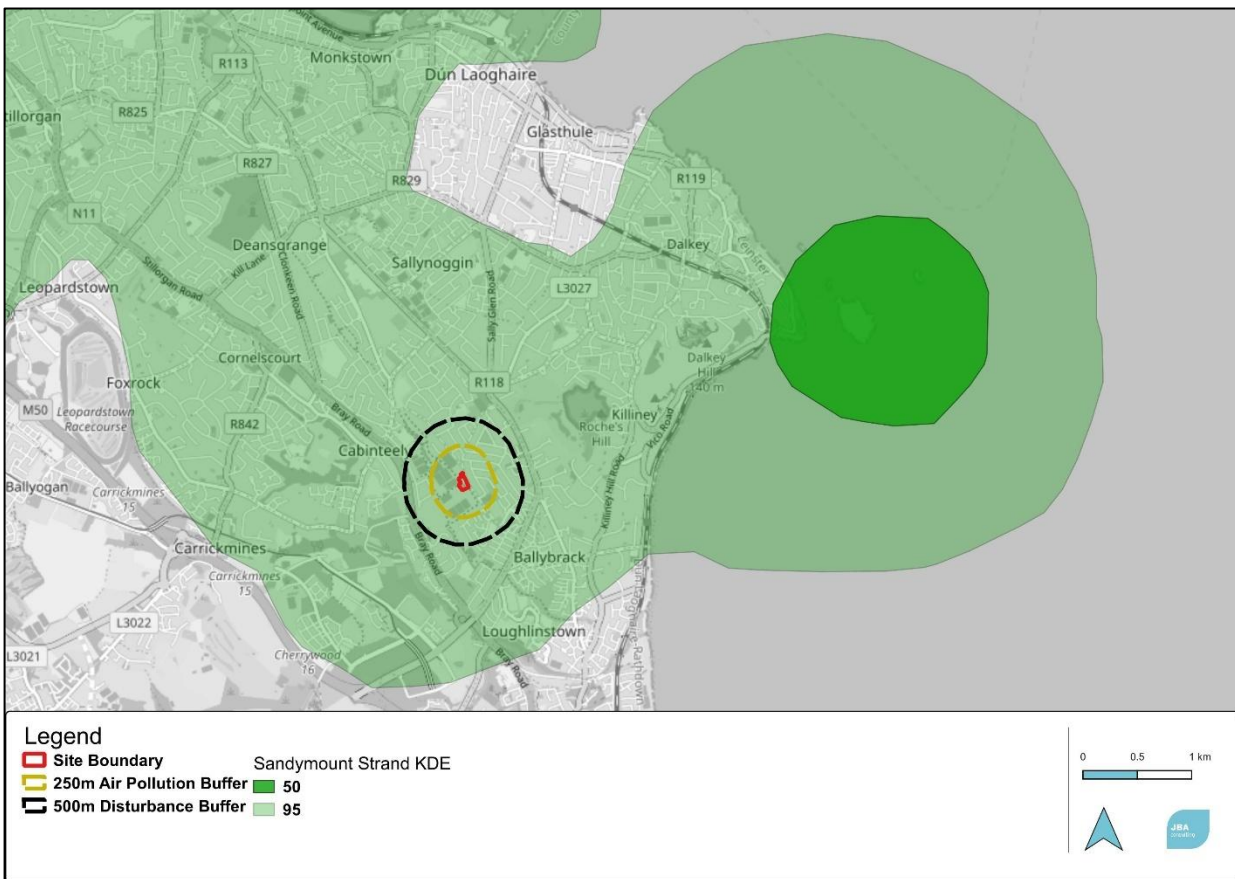 Monkstown
R113
Dún Laoghaire
R825
Glasthule
R827
R829
R119
N11
Deansgrange
Dalkey
Leinster
Kill Lane
Clonkeen Road
Sallynoggin
Stillorgan Road
L3027
Leopardstown
Sally Glen Road
Cornelscourt
Dalkey
Hill
140 m
R118
Foxrock
M50
Leopardstown
Racecourse
Bray Road
Killiney
Roche's
Hill
Vico Road
R842
Cabinteely
Killiney Hill Road
Ballyogan
Carrickmines
15
Carrickmines
Bray Road
Ballybrack
Carrickmines
15
L3022
Loughlinstown
L3021
Cherrywood
16
Bray Road
Legend
Site Boundary
250m Air Pollution Buffer
500m Disturbance Buffer
Sandymount Strand KDE
50
95
0 0.5 1 km
JBA